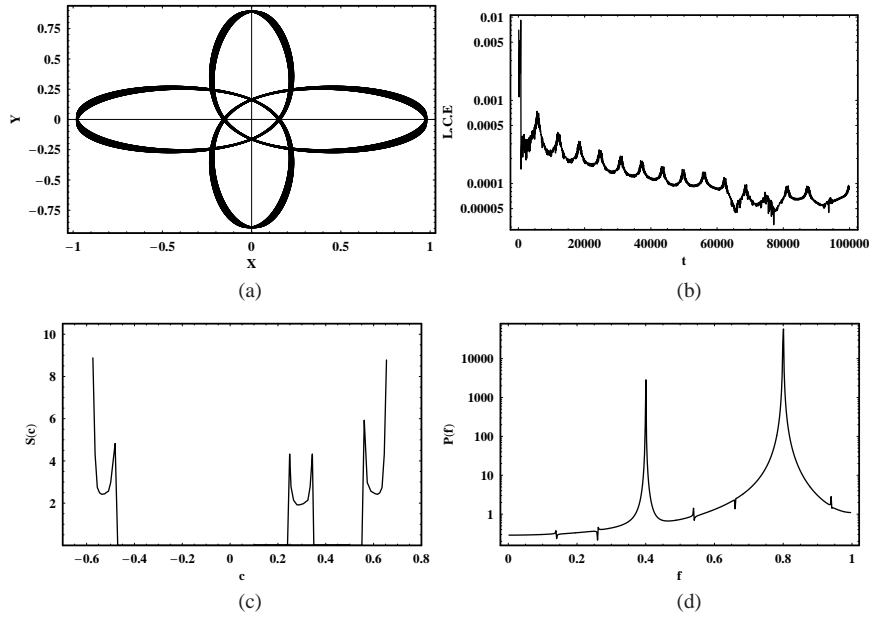 0.75
0.5
0.25
0
−0.25
−0.5
−0.75
Y
−1 −0.5 0 0.5 1
X
(a)
0.01
0.005
0.001
0.0005
0.0001
0.00005
L.C.E
0 20000 40000 60000 80000 100000
t
(b)
10
8
6
4
2
S(c)
−0.6 −0.4 −0.2 0 0.2 0.4 0.6 0.8
c
(c)
10000
1000
100
10
1
P(f)
0 0.2 0.4 0.6 0.8 1
f
(d)